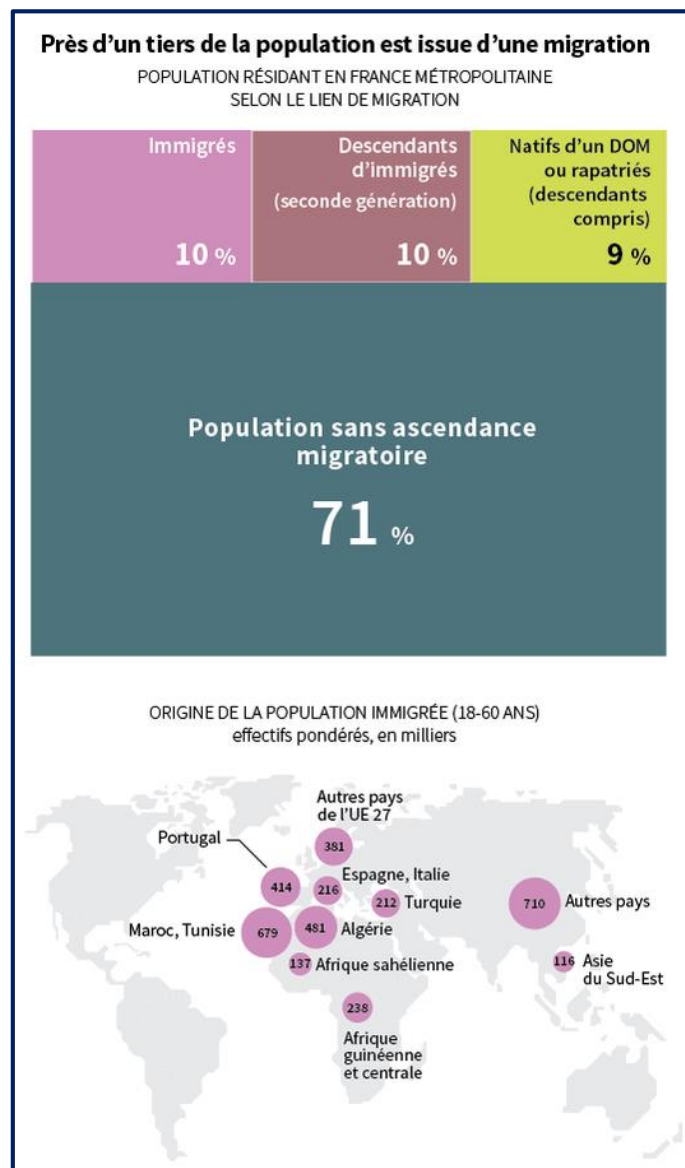 Près d'un tiers de la population est issue d'une migration
POPULATION RÉSIDANT EN FRANCE MÉTROPOLITAINE
SELON LE LIEN DE MIGRATION
Immigrés
10 %
Descendants
d'immigrés
(seconde génération)
10 %
Natifs d'un DOM
ou rapatriés
(descendants
compris)
9 %
Population sans ascendance
migratoire
71 %
ORIGINE DE LA POPULATION IMMIGRÉE (18-60 ANS)
effectifs pondérés, en milliers
Autres pays
de l'UE 27
381
Portugal
414
Espagne, Italie
216
212 Turquie
710 Autres pays
Maroc, Tunisie 679
481 Algérie
137 Afrique sahélienne
116 Asie
du Sud-Est
238
Afrique
guinéenne
et centrale